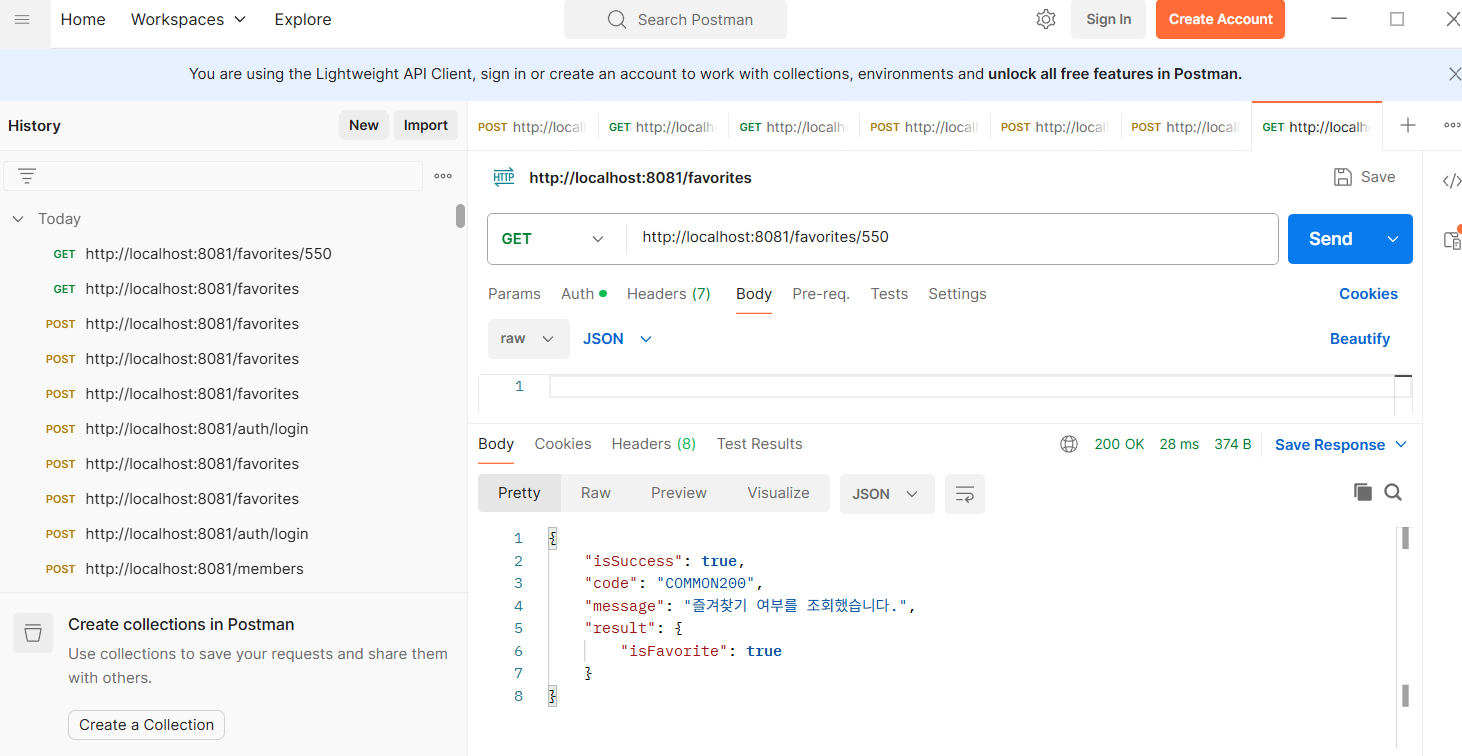 Home Workspaces Explore Search Postman Sign In Create Account
You are using the Lightweight API Client, sign in or create an account to work with collections, environments and unlock all free features in Postman.
History New Import
POST http://local GET http://localh GET http://localh POST http://local POST http://local POST http://local GET http://localh
HTTP http://localhost:8081/favorites Save
GET http://localhost:8081/favorites/550 Send
Params Auth Headers (7) Body Pre-req. Tests Settings Cookies
raw JSON Beautify
1
Today
GET http://localhost:8081/favorites/550
GET http://localhost:8081/favorites
POST http://localhost:8081/favorites
POST http://localhost:8081/favorites
POST http://localhost:8081/favorites
POST http://localhost:8081/auth/login
POST http://localhost:8081/favorites
POST http://localhost:8081/favorites
POST http://localhost:8081/auth/login
POST http://localhost:8081/members
Create collections in Postman
Use collections to save your requests and share them
with others.
Create a Collection
Body Cookies Headers (8) Test Results 200 OK 28 ms 374 B Save Response
Pretty Raw Preview Visualize JSON
1 {
2 "isSuccess": true,
3 "code": "COMMON200",
4 "message": "즐겨찾기 여부를 조회했습니다.",
5 "result": {
6 "isFavorite": true
7 }
8 }